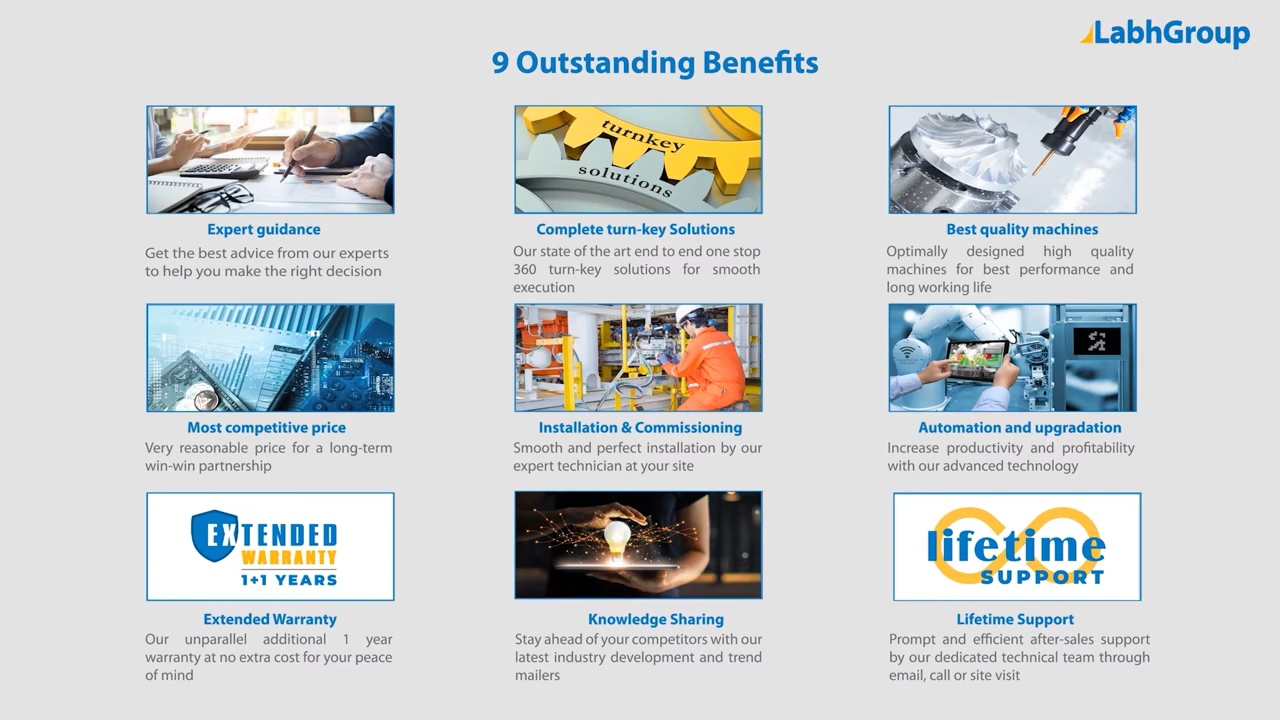 LabhGroup
9 Outstanding Benefits
turnkey
solutions
Expert guidance
Get the best advice from our experts
to help you make the right decision
Complete turn-key Solutions
Our state of the art end to end one stop
360 turn-key solutions for smooth
execution
Best quality machines
Optimally designed high quality
machines for best performance and
long working life
Most competitive price
Very reasonable price for a long-term
win-win partnership
Installation & Commissioning
Smooth and perfect installation by our
expert technician at your site
Automation and upgradation
Increase productivity and profitability
with our advanced technology
EXTENDED
WARRANTY
1+1 YEARS
Extended Warranty
Our unparallel additional 1 year
warranty at no extra cost for your peace
of mind
Knowledge Sharing
Stay ahead of your competitors with our
latest industry development and trend
mailers
lifetime
SUPPORT
Lifetime Support
Prompt and efficient after-sales support
by our dedicated technical team through
email, call or site visit